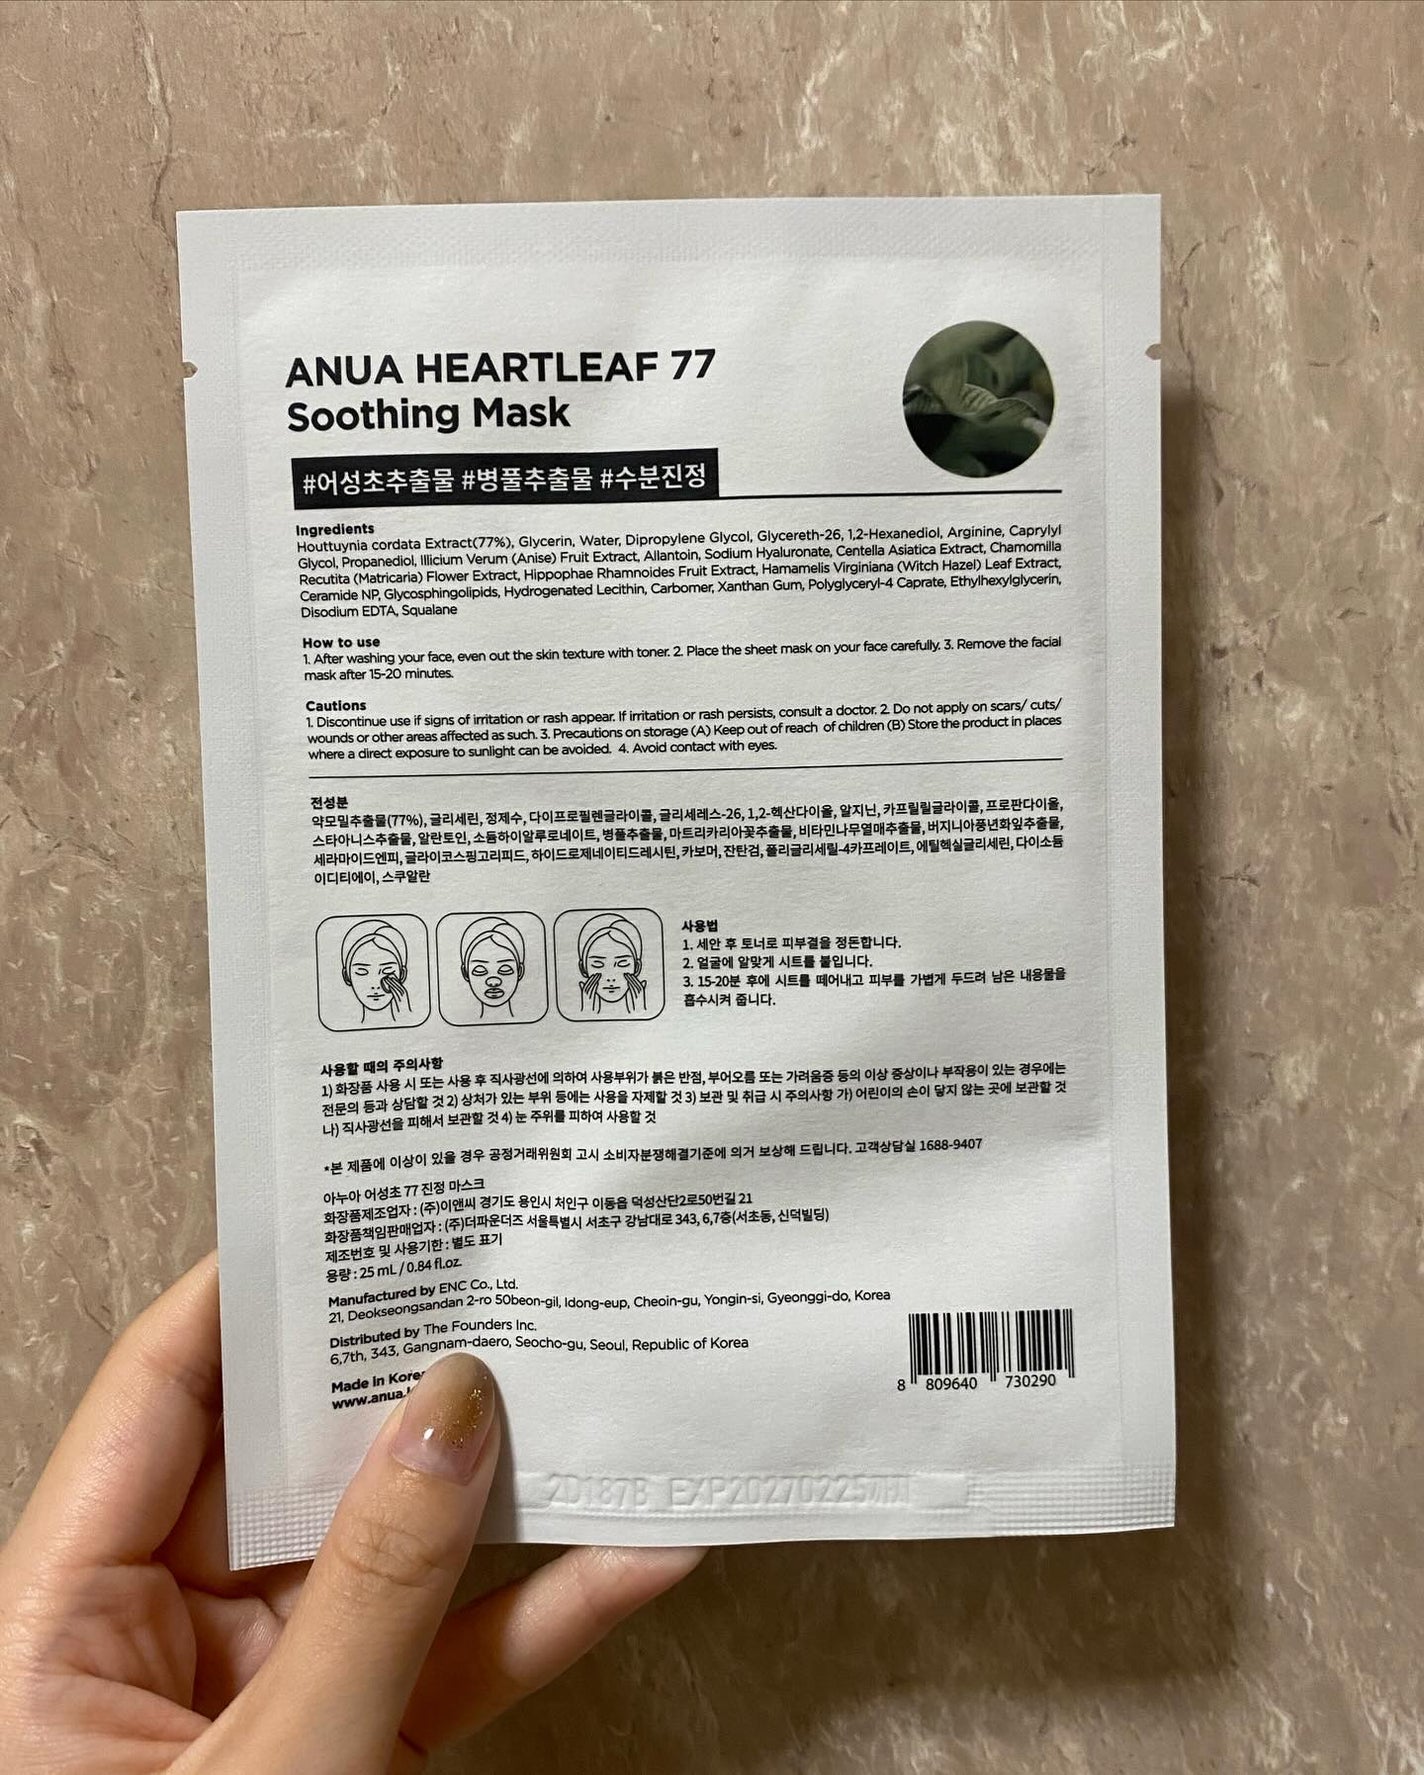 ANUA HEARTLEAF 77
Soothing Mask
#어성초추출물 #병풀추출물 #수분진정
Ingredients
Houttuynia cordata Extract(77%), Glycerin, Water, Dipropylene Glycol, Glycereth-26, 1,2-Hexanediol, Arginine, Caprylyl
Glycol, Propanediol, Illicium Verum (Anise) Fruit Extract, Allantoin, Sodium Hyaluronate, Centella Asiatica Extract, Chamomilla
Recutita (Matricaria) Flower Extract, Hippophae Rhamnoides Fruit Extract, Hamamelis Virginiana (Witch Hazel) Leaf Extract,
Ceramide NP, Glycosphingolipids, Hydrogenated Lecithin, Carbomer, Xanthan Gum, Polyglyceryl-4 Caprate, Ethylhexylglycerin,
Disodium EDTA, Squalane
How to use
1. After washing your face, even out the skin texture with toner. 2. Place the sheet mask on your face carefully. 3. Remove the facial
mask after 15-20 minutes.
Cautions
1. Discontinue use if signs of irritation or rash appear. If irritation or rash persists, consult a doctor. 2. Do not apply on scars/ cuts/
wounds or other areas affected as such. 3. Precautions on storage (A) Keep out of reach of children (B) Store the product in places
where a direct exposure to sunlight can be avoided. 4. Avoid contact with eyes.
전성분
약모밀추출물(77%), 글리세린, 정제수, 다이프로필렌글라이콜, 글리세레스-26, 1,2-헥산다이올, 알지닌, 카프릴릴글라이콜, 프로판다이올,
스타아니스추출물, 알란토인, 소듐하이알루로네이트, 병풀추출물, 마트리카리아꽃추출물, 비타민나무열매추출물, 버지니아풍년화잎추출물,
세라마이드엔피, 글라이코스핑고리피드, 하이드로제네이티드레시틴, 카보머, 잔탄검, 폴리글리세릴-4카프레이트, 에틸헥실글리세린, 다이소듐
이디티에이, 스쿠알란
사용법
1. 세안 후 토너로 피부결을 정돈합니다.
2. 얼굴에 알맞게 시트를 붙입니다.
3. 15-20분 후에 시트를 떼어내고 피부를 가볍게 두드려 남은 내용물을
흡수시켜 줍니다.
사용할 때의 주의사항
1) 화장품 사용 시 또는 사용 후 직사광선에 의하여 사용부위가 붉은 반점, 부어오름 또는 가려움증 등의 이상 증상이나 부작용이 있는 경우에는
전문의 등과 상담할 것 2) 상처가 있는 부위 등에는 사용을 자제할 것 3) 보관 및 취급 시 주의사항 가) 어린이의 손이 닿지 않는 곳에 보관할 것
나) 직사광선을 피해서 보관할 것 4) 눈 주위를 피하여 사용할 것
*본 제품에 이상이 있을 경우 공정거래위원회 고시 소비자분쟁해결기준에 의거 보상해 드립니다. 고객상담실 1688-9407
아누아 어성초 77 진정 마스크
화장품제조업자 : (주)이앤씨 경기도 용인시 처인구 이동읍 덕성산단2로50번길 21
화장품책임판매업자 : (주)더파운더즈 서울특별시 서초구 강남대로 343, 6,7층(서초동, 신덕빌딩)
제조번호 및 사용기한 : 별도 표기
용량 : 25 mL / 0.84 fl.oz.
Manufactured by ENC Co., Ltd.
21, Deokseongsandan 2-ro 50beon-gil, Idong-eup, Cheoin-gu, Yongin-si, Gyeonggi-do, Korea
Distributed by The Founders Inc.
6,7th, 343, Gangnam-daero, Seocho-gu, Seoul, Republic of Korea
Made in Korea
www.anua.
8 809640 730290
2D187B EXP20270225까지